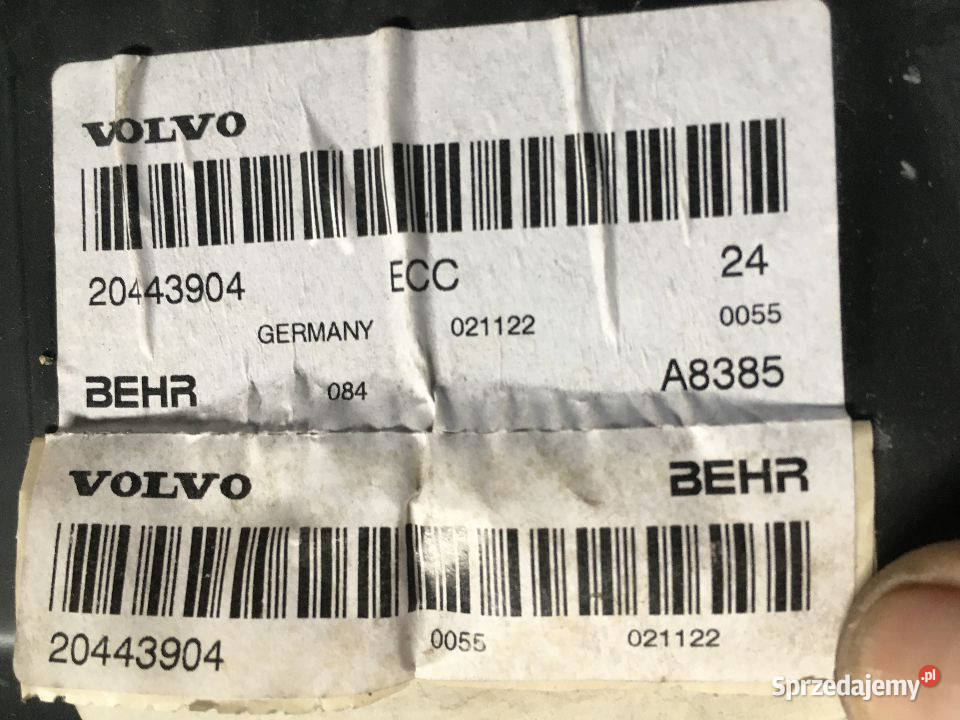 VOLVO
20443904 ECC 24
GERMANY 021122 0055
BEHR 084 A8385
VOLVO BEHR
20443904 0055 021122
Sprzedajemy.pl